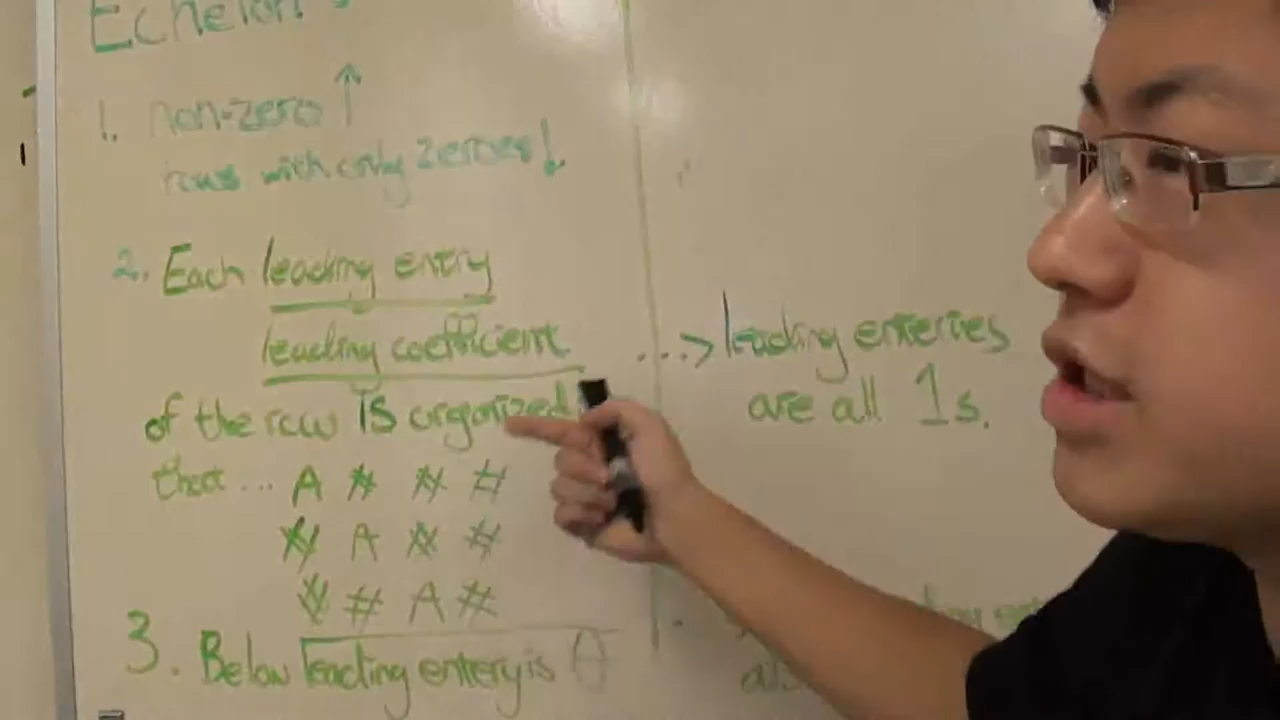 Echelon
1. non-zero ↑
rows with only zeroes ↓
2. Each leading entry
leading coefficient
of the row is organized
that ... A # # #
A # #
# A #
3. Below leading entery is 0
...> leading enteries
are all 1s.